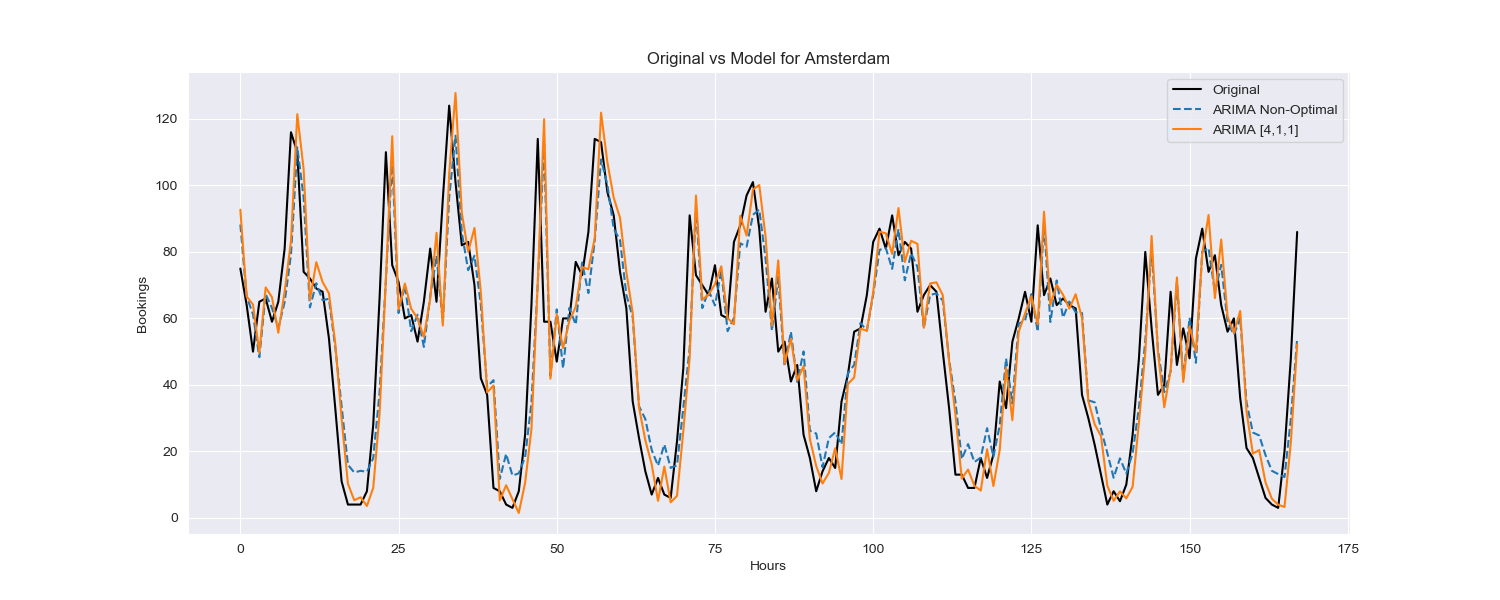 Original vs Model for Amsterdam
Original
ARIMA Non-Optimal
ARIMA [4,1,1]
Bookings
120
100
80
60
40
20
0
0 25 50 75 100 125 150 175
Hours